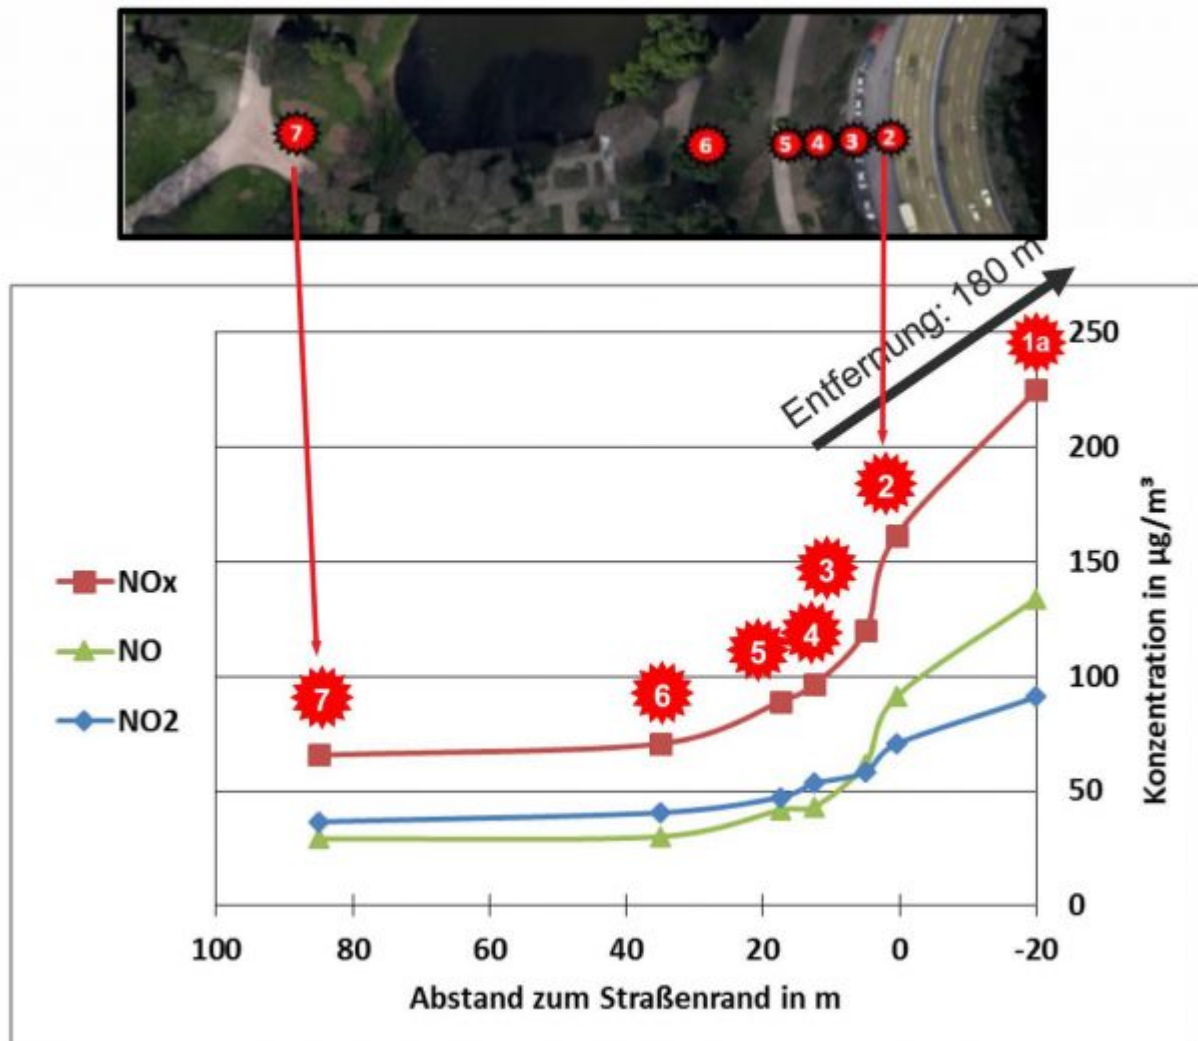 7
6
5
4
3
2
Entfernung: 180 m
1a
250
200
150
100
50
0
2
3
4
5
6
7
NOx
NO
NO2
Konzentration in µg/m³
100 80 60 40 20 0 -20
Abstand zum Straßenrand in m